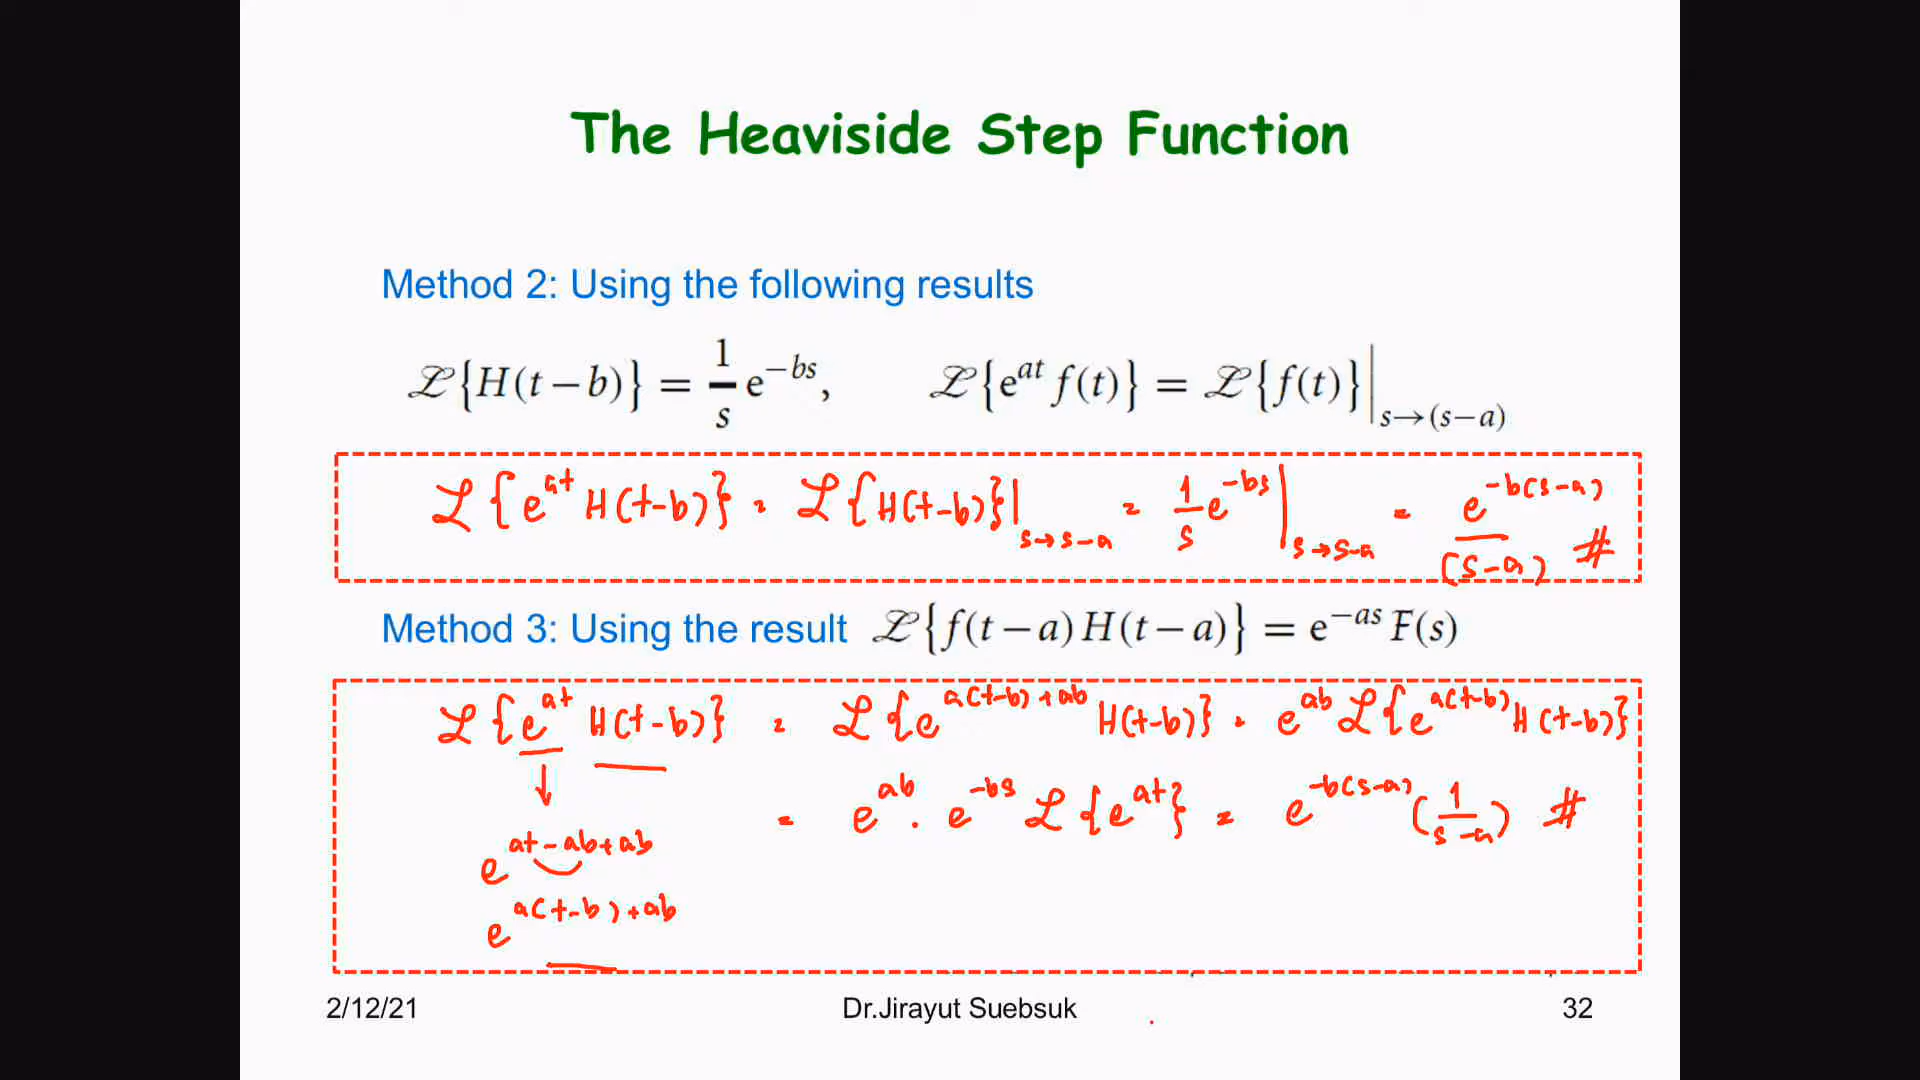 The Heaviside Step Function
Method 2: Using the following results
ℒ{H(t−b)} = 1/s e^{−bs},    ℒ{e^{at} f(t)} = ℒ{f(t)}|_{s→(s−a)}
ℒ{e^{at} H(t-b)} = ℒ{H(t-b)}|_{s→s-a} = 1/s e^{-bs}|_{s→s-a} = e^{-b(s-a)}/(s-a) #
Method 3: Using the result ℒ{f(t−a) H(t−a)} = e^{−as} F(s)
ℒ{e^{at} H(t-b)} = ℒ{e^{a(t-b)+ab} H(t-b)} = e^{ab} ℒ{e^{a(t-b)} H(t-b)}
↓ = e^{ab} . e^{-bs} ℒ{e^{at}} = e^{-b(s-a)} (1/(s-a)) #
e^{at-ab+ab}
e^{a(t-b)+ab}
2/12/21 Dr.Jirayut Suebsuk 32